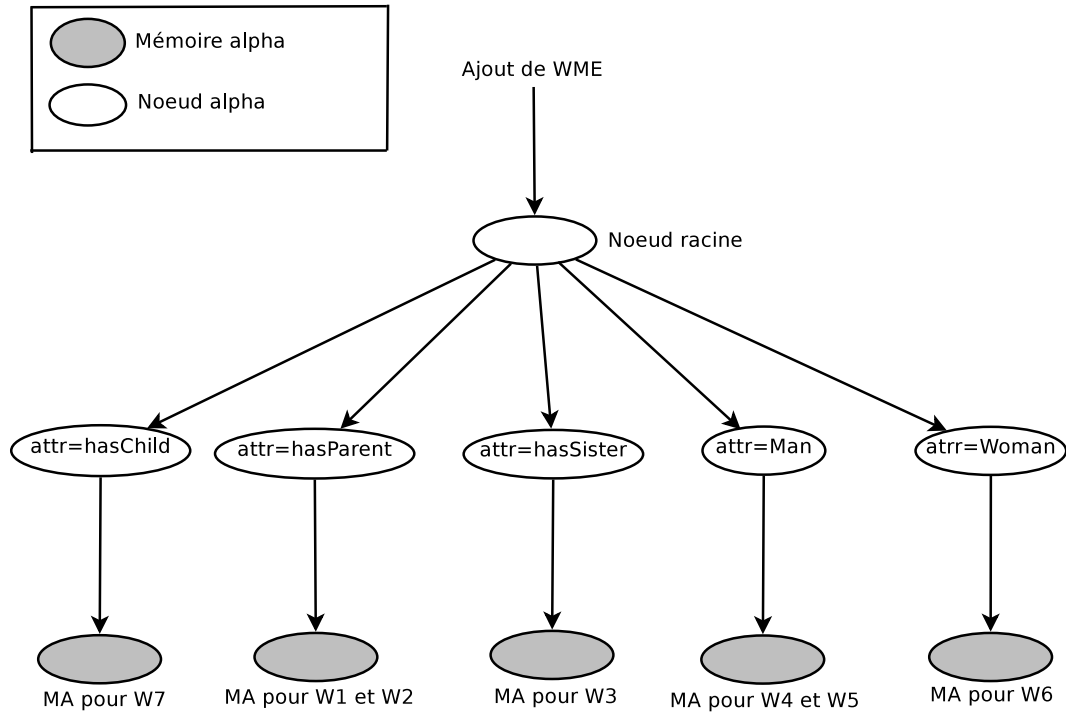 Mémoire alpha
Noeud alpha
Ajout de WME
Noeud racine
attr=hasChild
attr=hasParent
attr=hasSister
attr=Man
atrr=Woman
MA pour W7
MA pour W1 et W2
MA pour W3
MA pour W4 et W5
MA pour W6